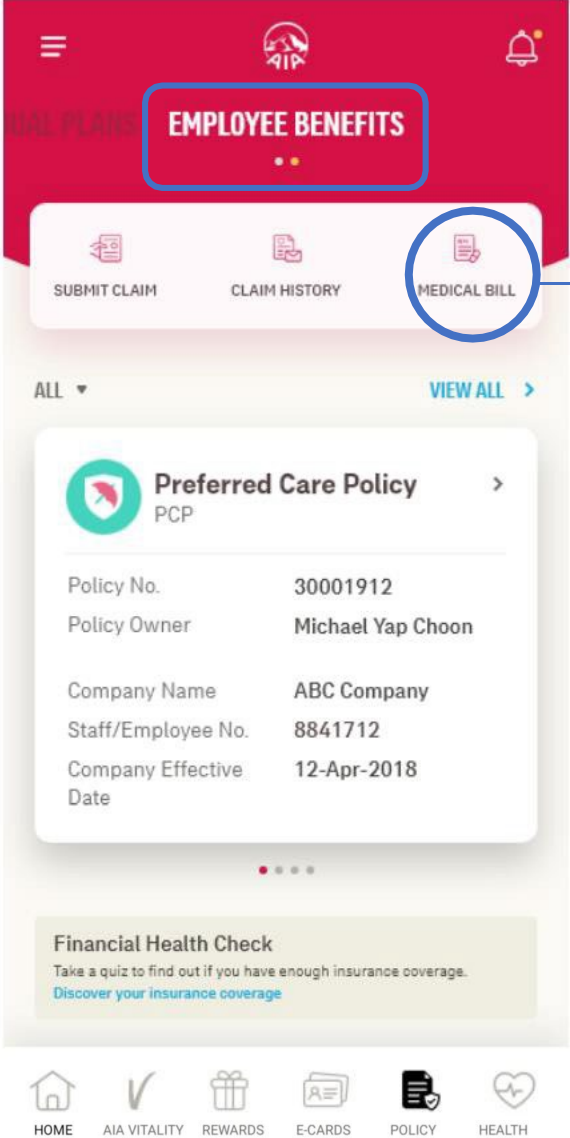 AIA
UAL PLANS EMPLOYEE BENEFITS
SUBMIT CLAIM CLAIM HISTORY MEDICAL BILL
ALL VIEW ALL >
Preferred Care Policy >
PCP
Policy No. 30001912
Policy Owner Michael Yap Choon
Company Name ABC Company
Staff/Employee No. 8841712
Company Effective 12-Apr-2018
Date
Financial Health Check
Take a quiz to find out if you have enough insurance coverage.
Discover your insurance coverage
HOME AIA VITALITY REWARDS E-CARDS POLICY HEALTH